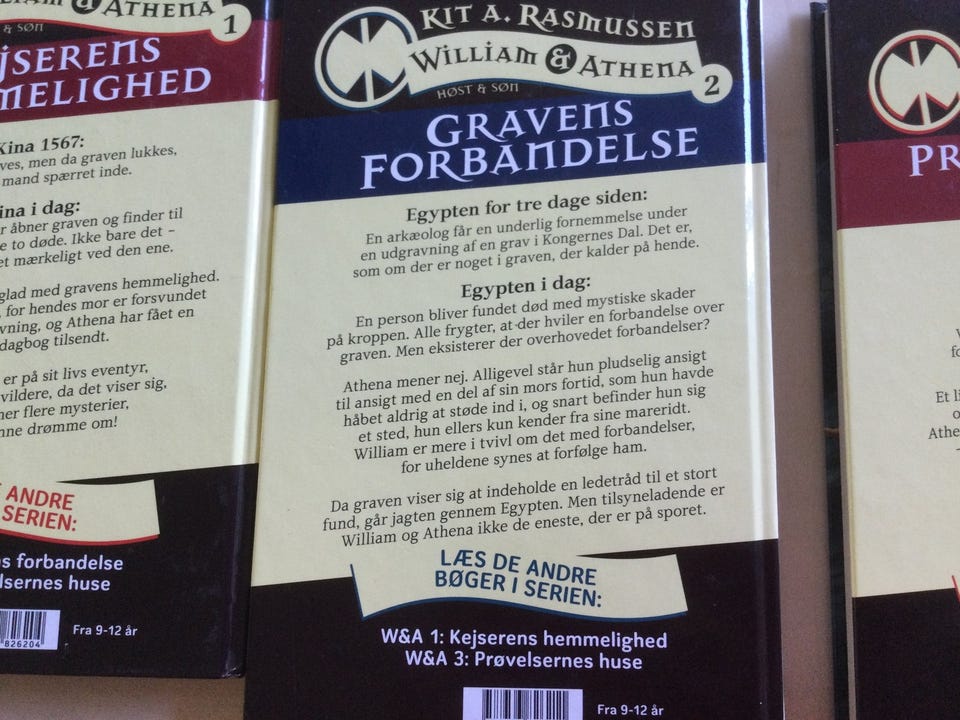 & ATHENA 1
& SØN
JSERENS
MELIGHED
Kina 1567:
ves, men da graven lukkes,
mand spærret inde.
ina i dag:
r åbner graven og finder til
e to døde. Ikke bare det –
et mærkeligt ved den ene.
glad med gravens hemmelighed.
, for hendes mor er forsvundet
vning, og Athena har fået en
dagbog tilsendt.
er på sit livs eventyr,
vildere, da det viser sig,
ner flere mysterier,
nne drømme om!
E ANDRE
SERIEN:
s forbandelse
lsernes huse
826204
Fra 9-12 år
KIT A. RASMUSSEN
WILLIAM & ATHENA
2
HØST & SØN
GRAVENS
FORBANDELSE
Egypten for tre dage siden:
En arkæolog får en underlig fornemmelse under
en udgravning af en grav i Kongernes Dal. Det er,
som om der er noget i graven, der kalder på hende.
Egypten i dag:
En person bliver fundet død med mystiske skader
på kroppen. Alle frygter, at der hviler en forbandelse over
graven. Men eksisterer der overhovedet forbandelser?
Athena mener nej. Alligevel står hun pludselig ansigt
til ansigt med en del af sin mors fortid, som hun havde
håbet aldrig at støde ind i, og snart befinder hun sig
et sted, hun ellers kun kender fra sine mareridt.
William er mere i tvivl om det med forbandelser,
for uheldene synes at forfølge ham.
Da graven viser sig at indeholde en ledetråd til et stort
fund, går jagten gennem Egypten. Men tilsyneladende er
William og Athena ikke de eneste, der er på sporet.
LÆS DE ANDRE
BØGER I SERIEN:
W&A 1: Kejserens hemmelighed
W&A 3: Prøvelsernes huse
Fra 9-12 år
PR
V
fo
Et li
o
Athe
–